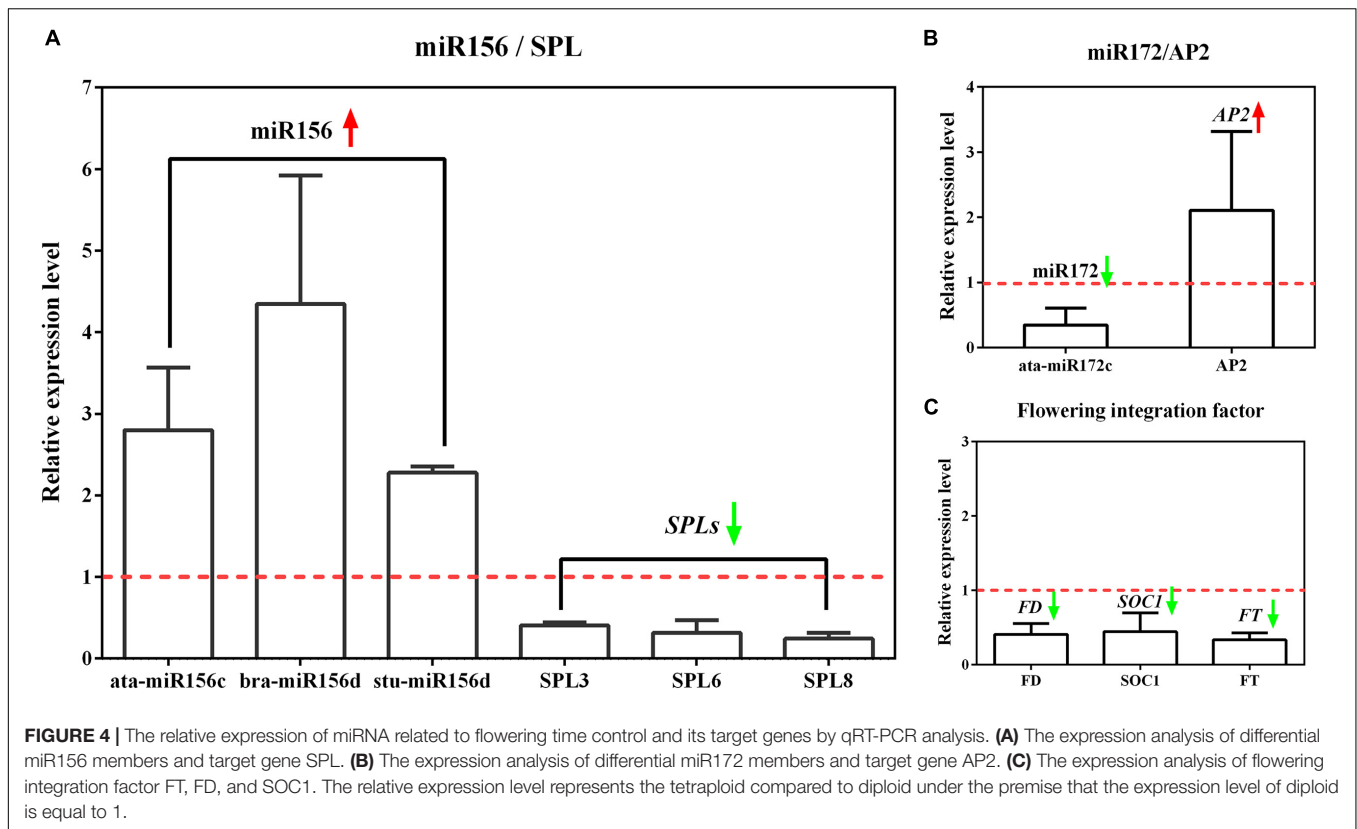 A
miR156 / SPL
Relative expression level
7
6
5
4
3
2
1
0
miR156
SPLs
ata-miR156c bra-miR156d stu-miR156d SPL3 SPL6 SPL8
B
miR172/AP2
Relative expression level
4
3
2
1
0
miR172
AP2
ata-miR172c AP2
C
Flowering integration factor
Relative expression level
3
2
1
0
FD
SOC1
FT
FD SOC1 FT
FIGURE 4 | The relative expression of miRNA related to flowering time control and its target genes by qRT-PCR analysis. (A) The expression analysis of differential
miR156 members and target gene SPL. (B) The expression analysis of differential miR172 members and target gene AP2. (C) The expression analysis of flowering
integration factor FT, FD, and SOC1. The relative expression level represents the tetraploid compared to diploid under the premise that the expression level of diploid
is equal to 1.